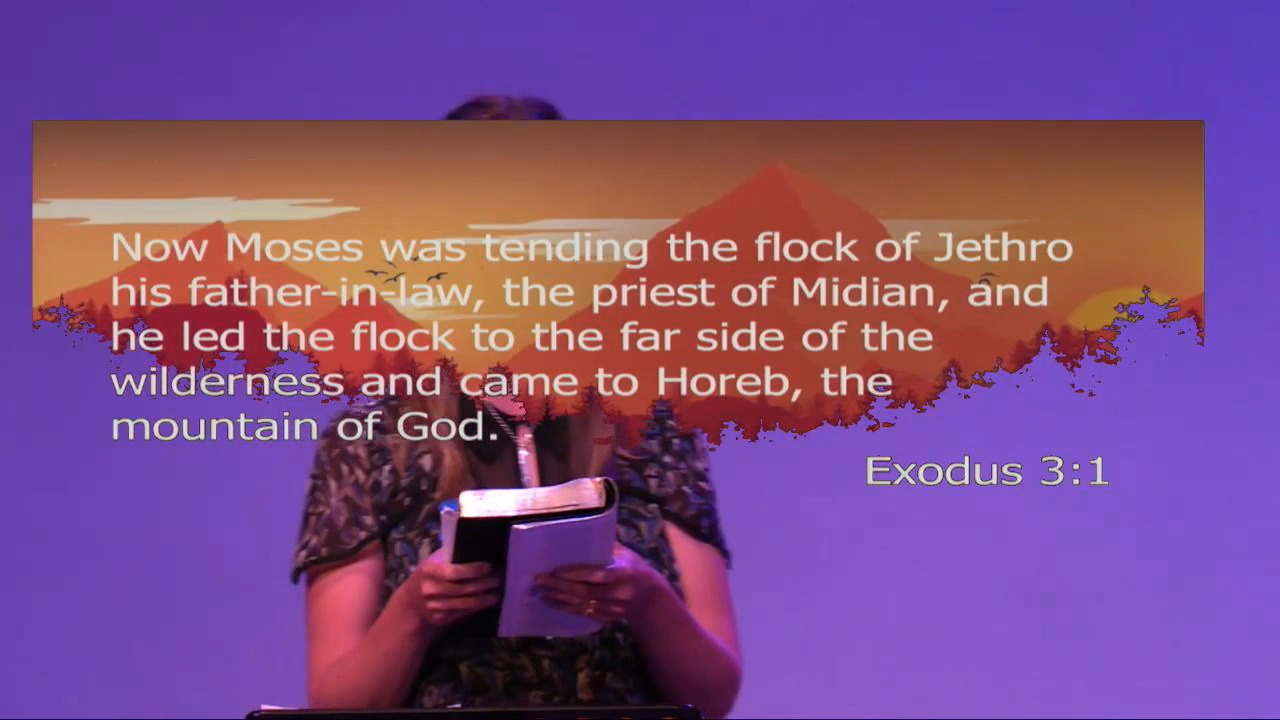 Now Moses was tending the flock of Jethro
his father-in-law, the priest of Midian, and
he led the flock to the far side of the
wilderness and came to Horeb, the
mountain of God.
Exodus 3:1